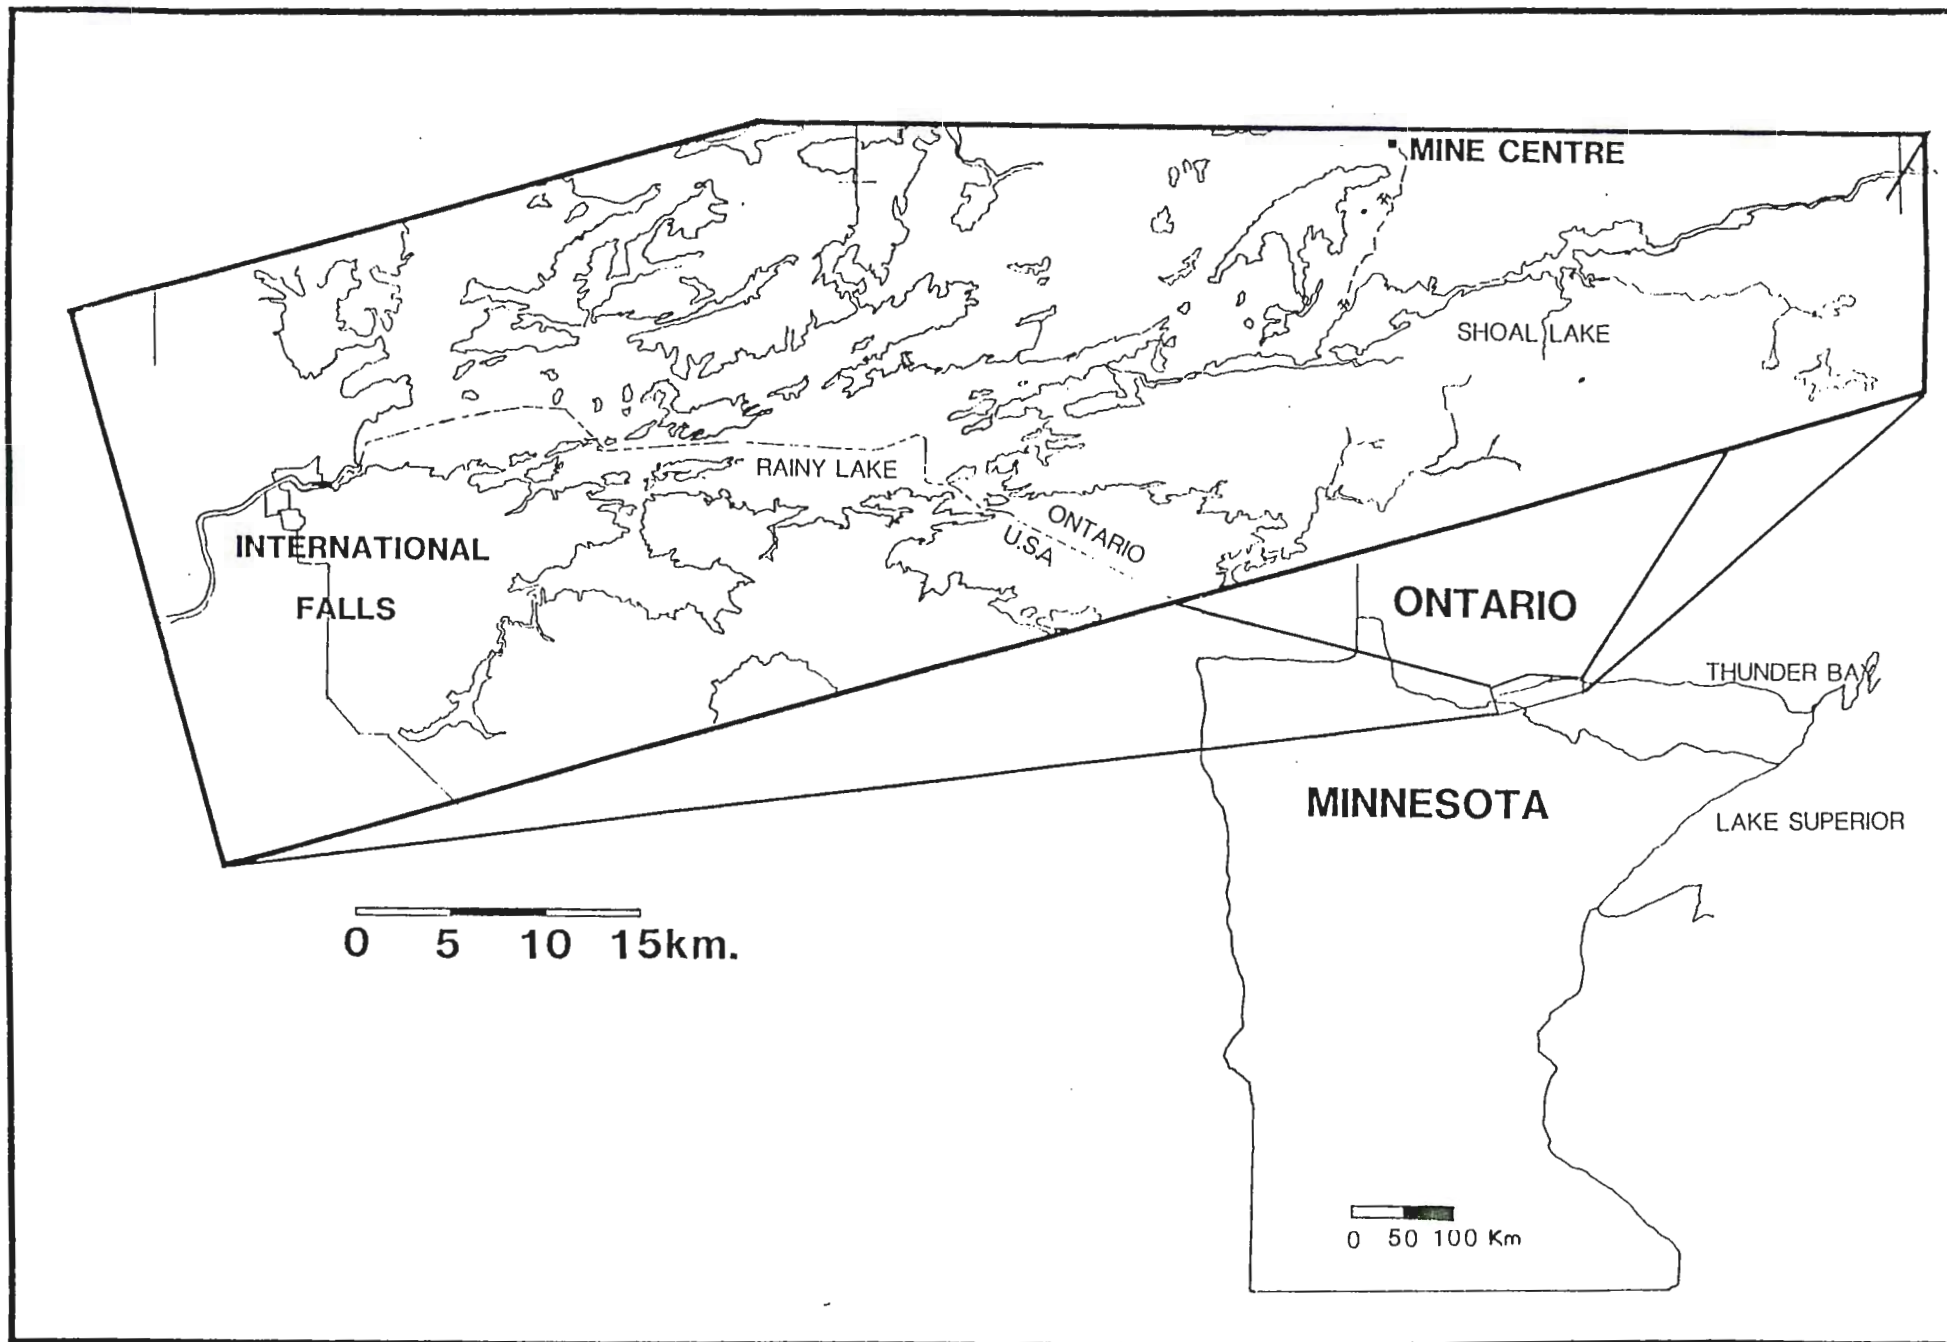 MINE CENTRE
SHOAL LAKE
RAINY LAKE
ONTARIO
U.S.A
INTERNATIONAL
FALLS
ONTARIO
THUNDER BAY
MINNESOTA
LAKE SUPERIOR
0 5 10 15km.
0 50 100 Km